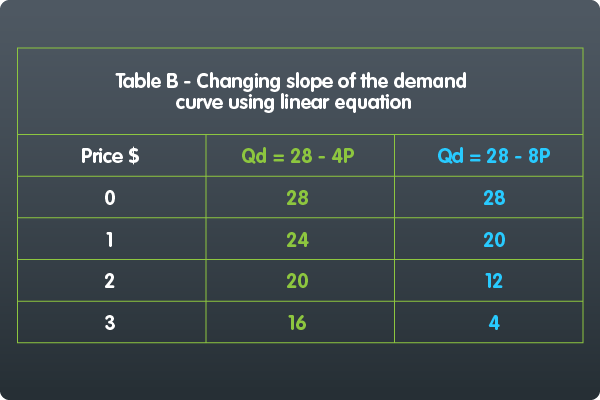 Table B - Changing slope of the demand
curve using linear equation
Price $ Qd = 28 - 4P Qd = 28 - 8P
0 28 28
1 24 20
2 20 12
3 16 4